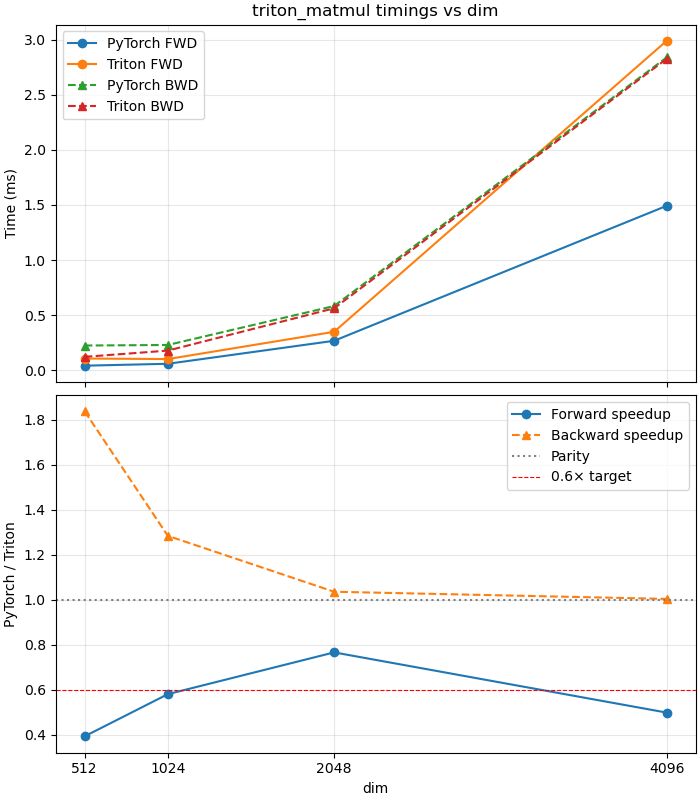 triton_matmul timings vs dim
PyTorch FWD
Triton FWD
PyTorch BWD
Triton BWD
3.0
2.5
2.0
1.5
1.0
0.5
0.0
Time (ms)
Forward speedup
Backward speedup
Parity
0.6× target
1.8
1.6
1.4
1.2
1.0
0.8
0.6
0.4
PyTorch / Triton
512 1024 2048 4096
dim